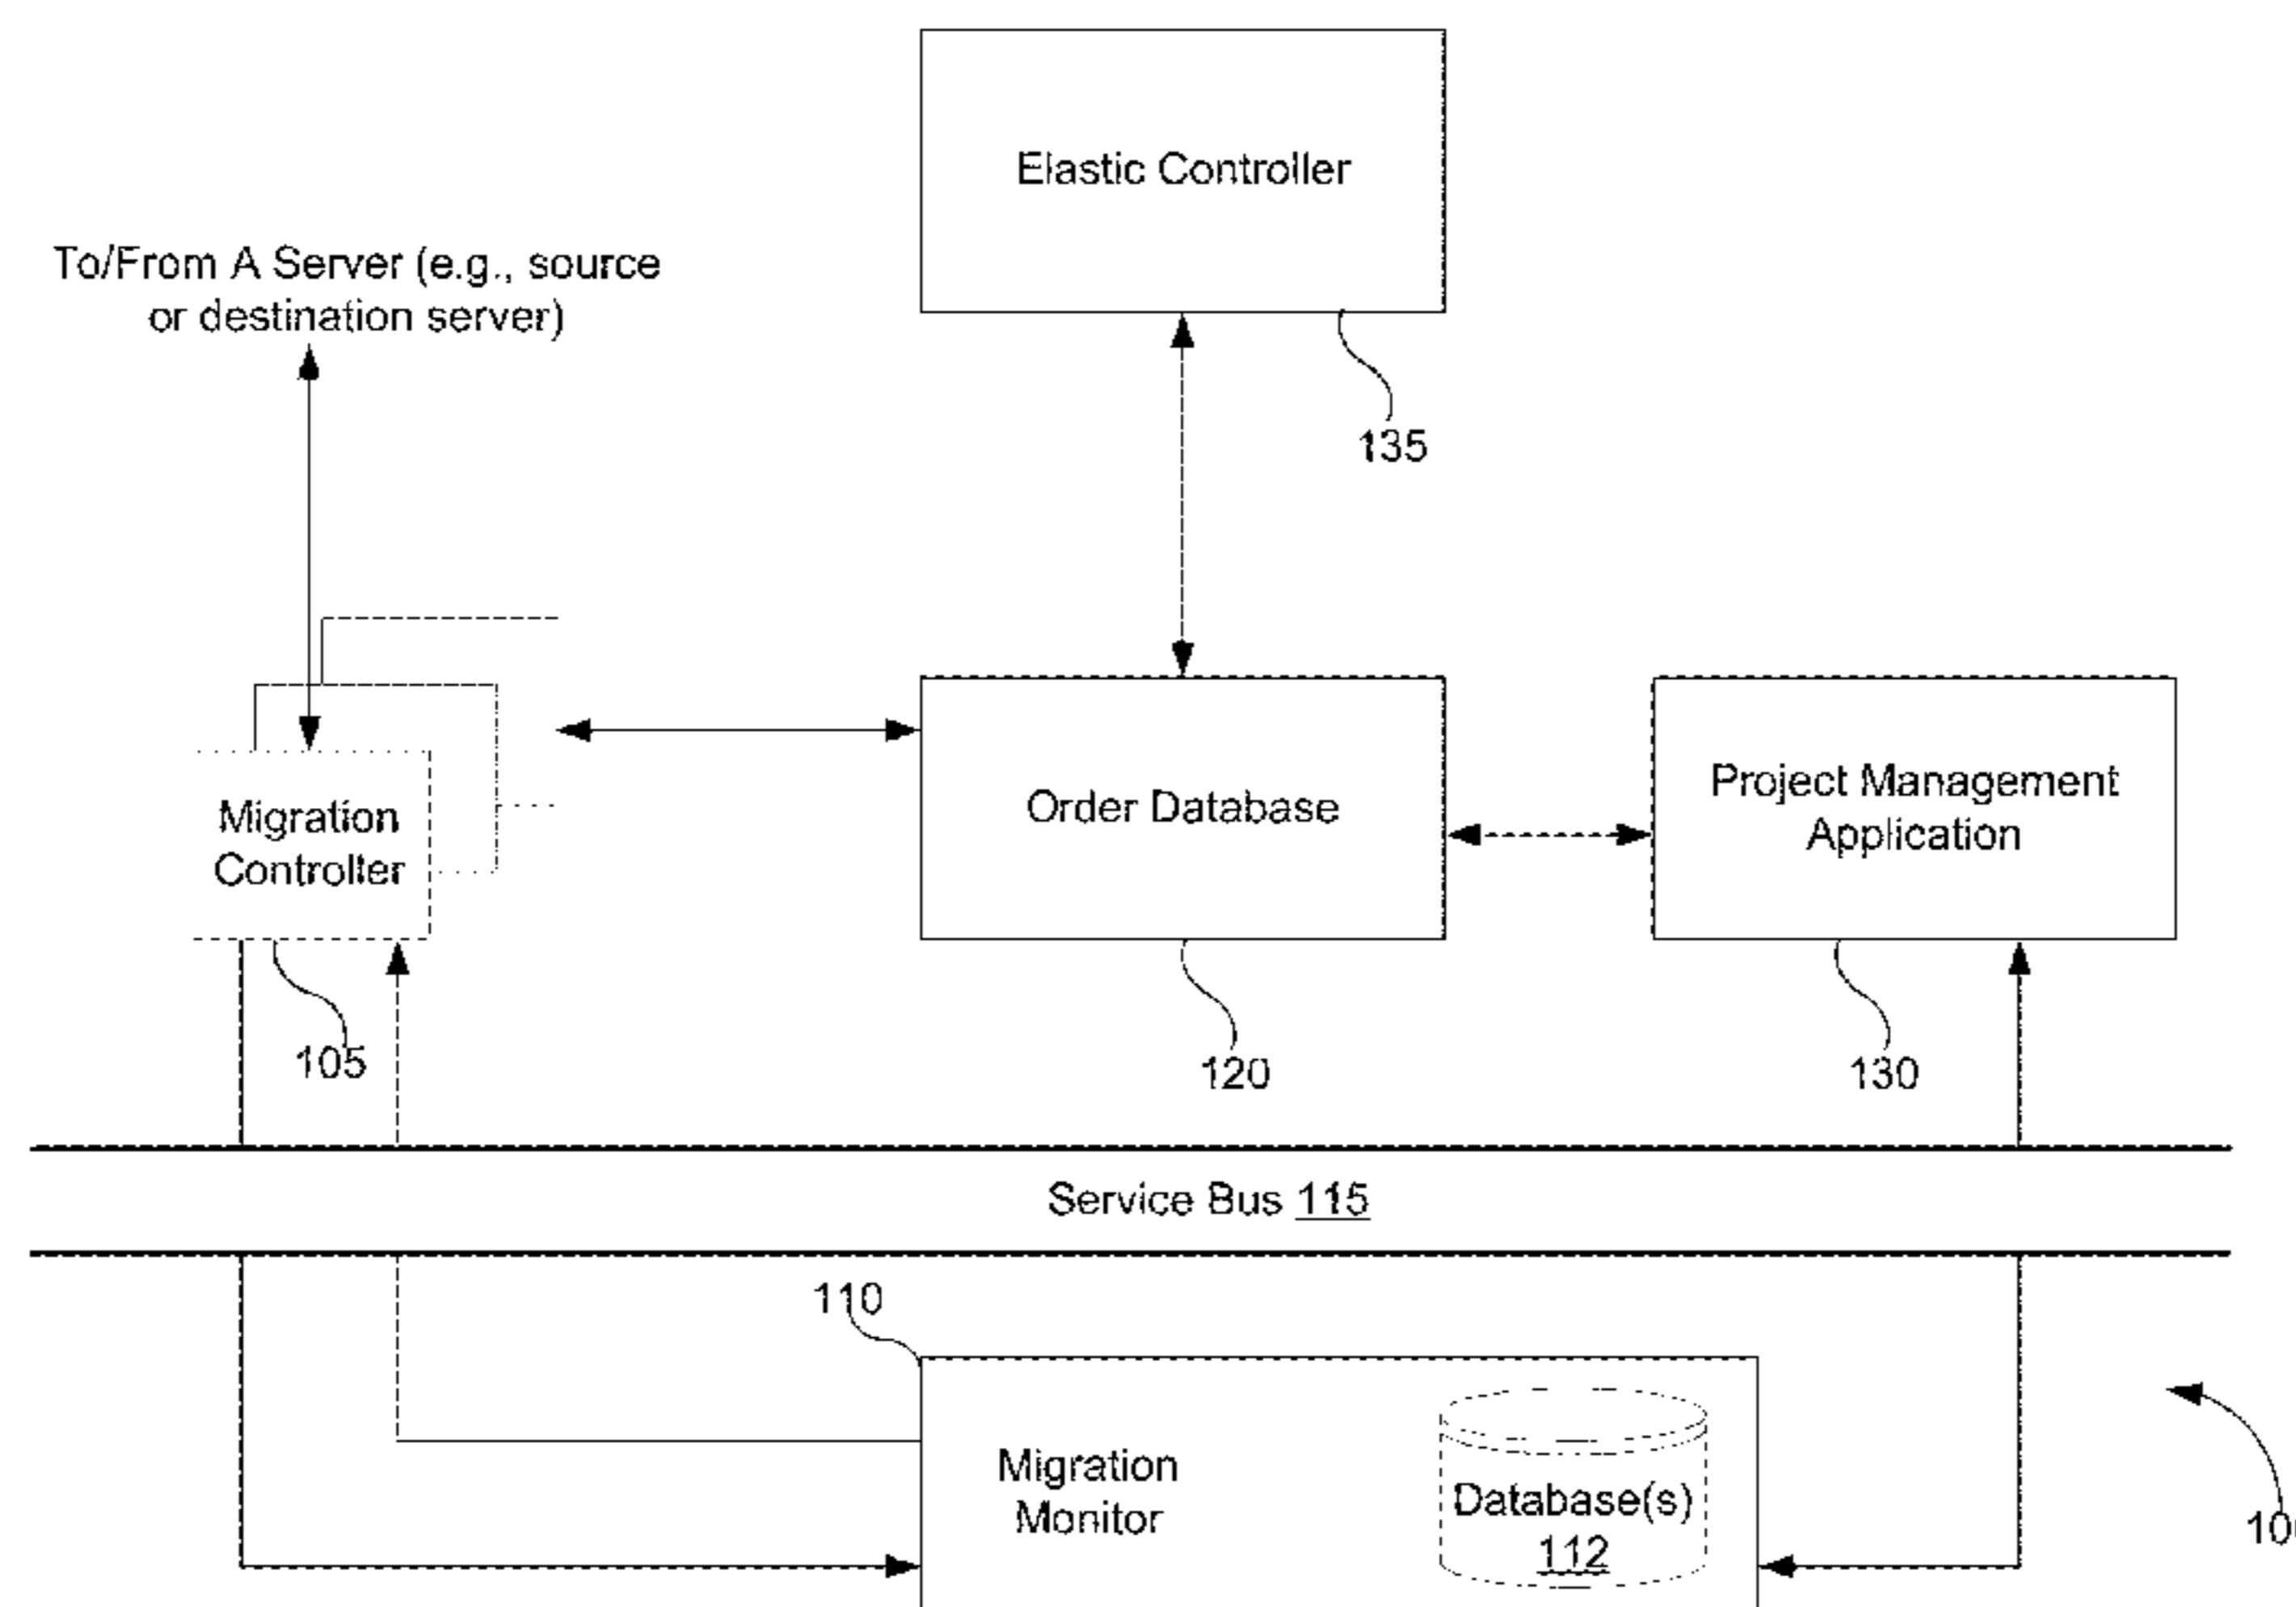 Elastic Controller
To/From A Server (e.g., source
or destination server)
135
Migration
Controller
Order Database
Project Management
Application
105
120
130
Service Bus 115
110
Migration
Monitor
Database(s)
112